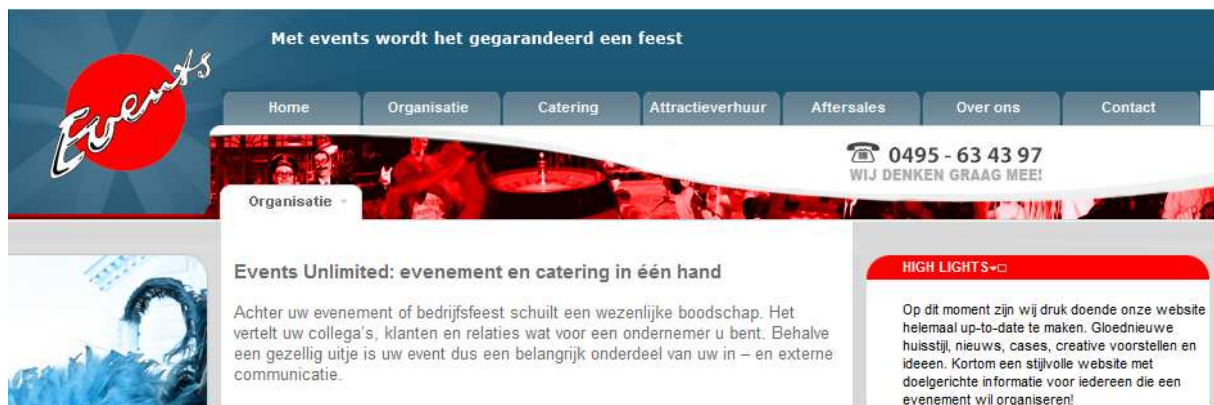 Events
Met events wordt het gegarandeerd een feest
Home Organisatie Catering Attractieverhuur Aftersales Over ons Contact
0495 - 63 43 97
WIJ DENKEN GRAAG MEE!
Organisatie
Events Unlimited: evenement en catering in één hand
Achter uw evenement of bedrijfsfeest schuilt een wezenlijke boodschap. Het
vertelt uw collega's, klanten en relaties wat voor een ondernemer u bent. Behalve
een gezellig uitje is uw event dus een belangrijk onderdeel van uw in – en externe
communicatie.
HIGH LIGHTS
Op dit moment zijn wij druk doende onze website
helemaal up-to-date te maken. Gloednieuwe
huisstijl, nieuws, cases, creative voorstellen en
ideeen. Kortom een stijlvolle website met
doelgerichte informatie voor iedereen die een
evenement wil organiseren!